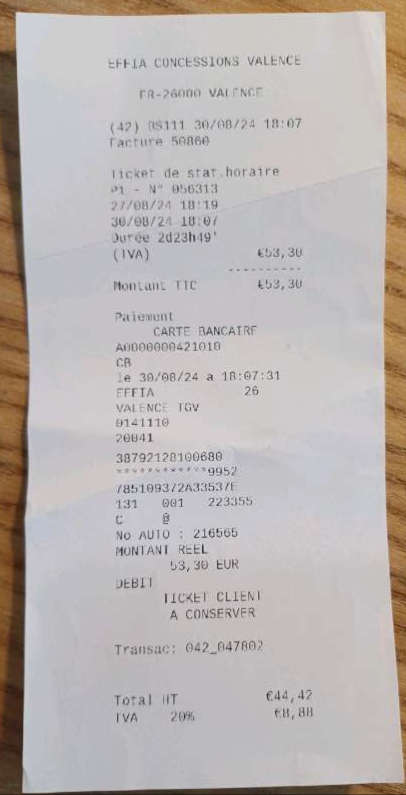 EFFIA CONCESSIONS VALENCE
FR-26000 VALENCE
(42) BS111 30/08/24 18:07
Facture 50860
Ticket de stat.horaire
P1 - N° 056313
27/08/24 18:19
30/08/24 18:07
Durée 2d23h49'
(TVA) €53,30
----------
Montant TTC €53,30
Paiement
CARTE BANCAIRE
A0000000421010
CB
le 30/08/24 a 18:07:31
EFFIA 26
VALENCE TGV
0141110
20041
38792128100680
************9952
785109372A33537E
131 001 223355
C @
No AUTO : 216565
MONTANT REEL
53,30 EUR
DEBIT
TICKET CLIENT
A CONSERVER
Transac: 042_047802
Total HT €44,42
TVA 20% €8,88